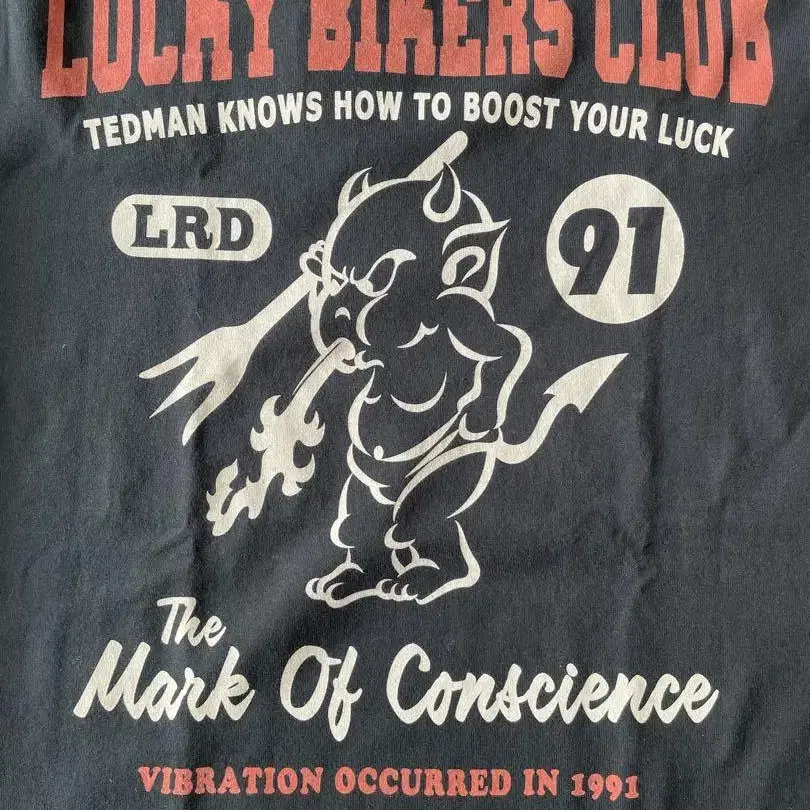 LUCKY BIKERS CLUB
TEDMAN KNOWS HOW TO BOOST YOUR LUCK
LRD
91
The
Mark Of Conscience
VIBRATION OCCURRED IN 1991